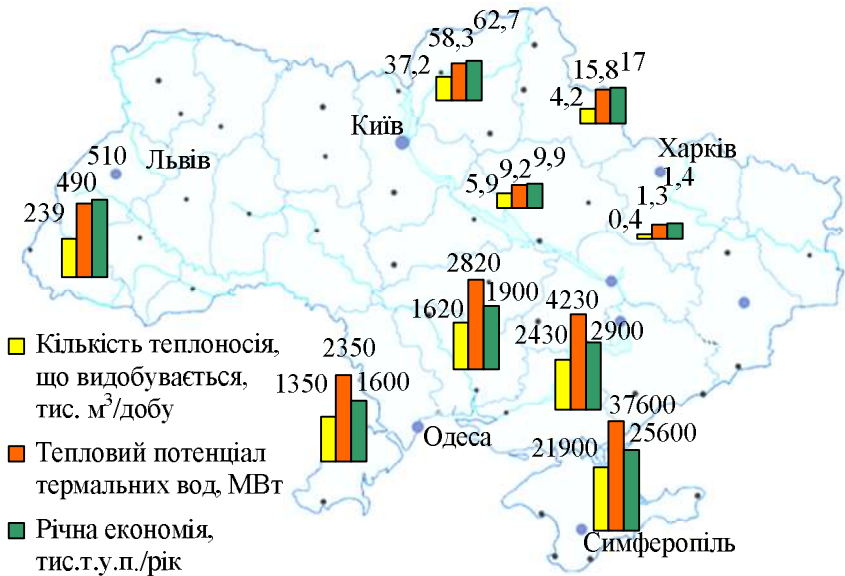 62,7
58,3
37,2
17
15,8
4,2
Київ
Харків
510
Львів
490
239
9,9
9,2
5,9
1,4
1,3
0,4
2820
1900
1620
4230
2900
2430
Кількість теплоносія,
що видобувається,
тис. м³/добу
2350
1350
1600
Одеса
37600
25600
21900
Тепловий потенціал
термальних вод, МВт
Річна економія,
тис.т.у.п./рік
Симферопіль